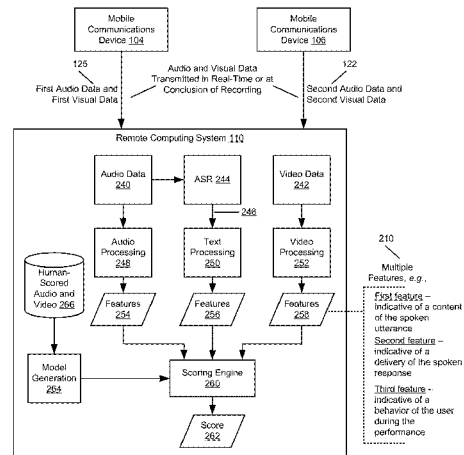 Mobile
Communications
Device 104
Mobile
Communications
Device 106
126
First Audio Data and
First Visual Data
Audio and Visual Data
Transmitted in Real-Time or at
Conclusion of Recording
122
Second Audio Data and
Second Visual Data
Remote Computing System 110
Audio Data
240
ASR 244
Video Data
242
246
Audio
Processing
248
Text
Processing
250
Video
Processing
252
Human-
Scored
Audio and
Video 266
Features
254
Features
256
Features
258
Model
Generation
264
Scoring Engine
260
Score
262
210
Multiple
Features, e.g.,
First feature –
indicative of a content
of the spoken
utterance
Second feature –
indicative of a
delivery of the spoken
response
Third feature -
indicative of a
behavior of the user
during the
performance